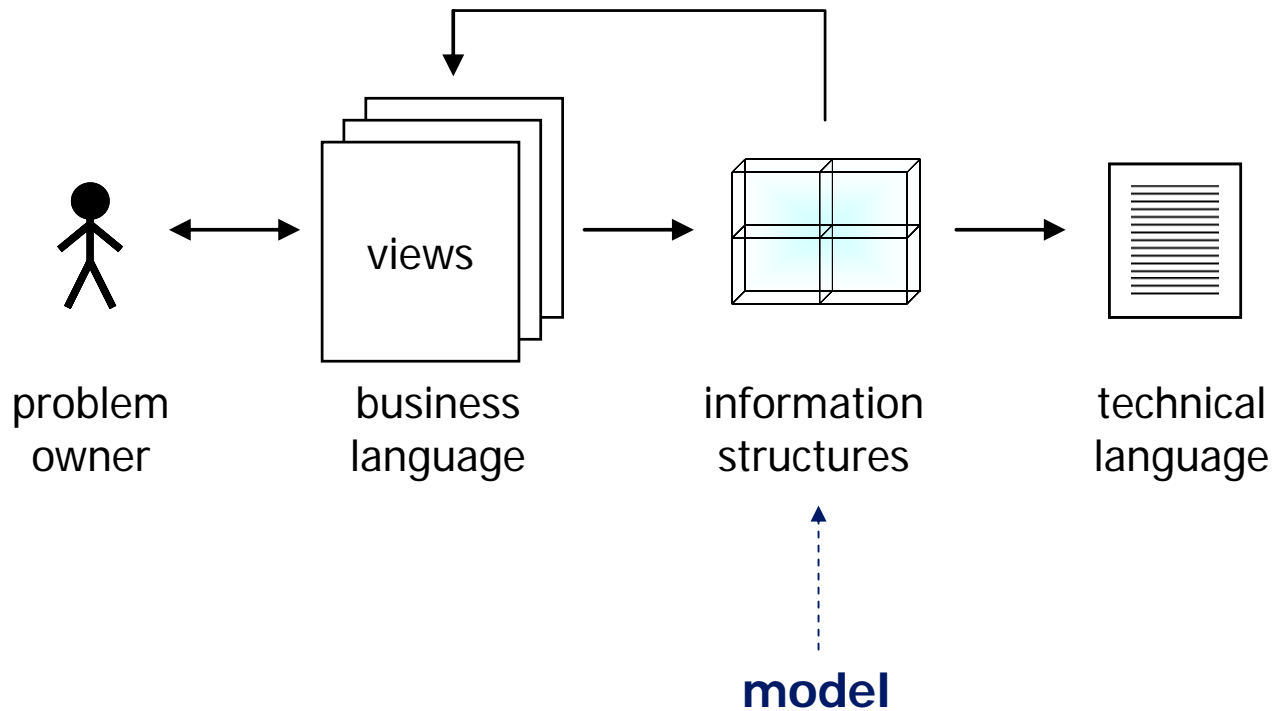 views
problem
owner
business
language
information
structures
technical
language
model